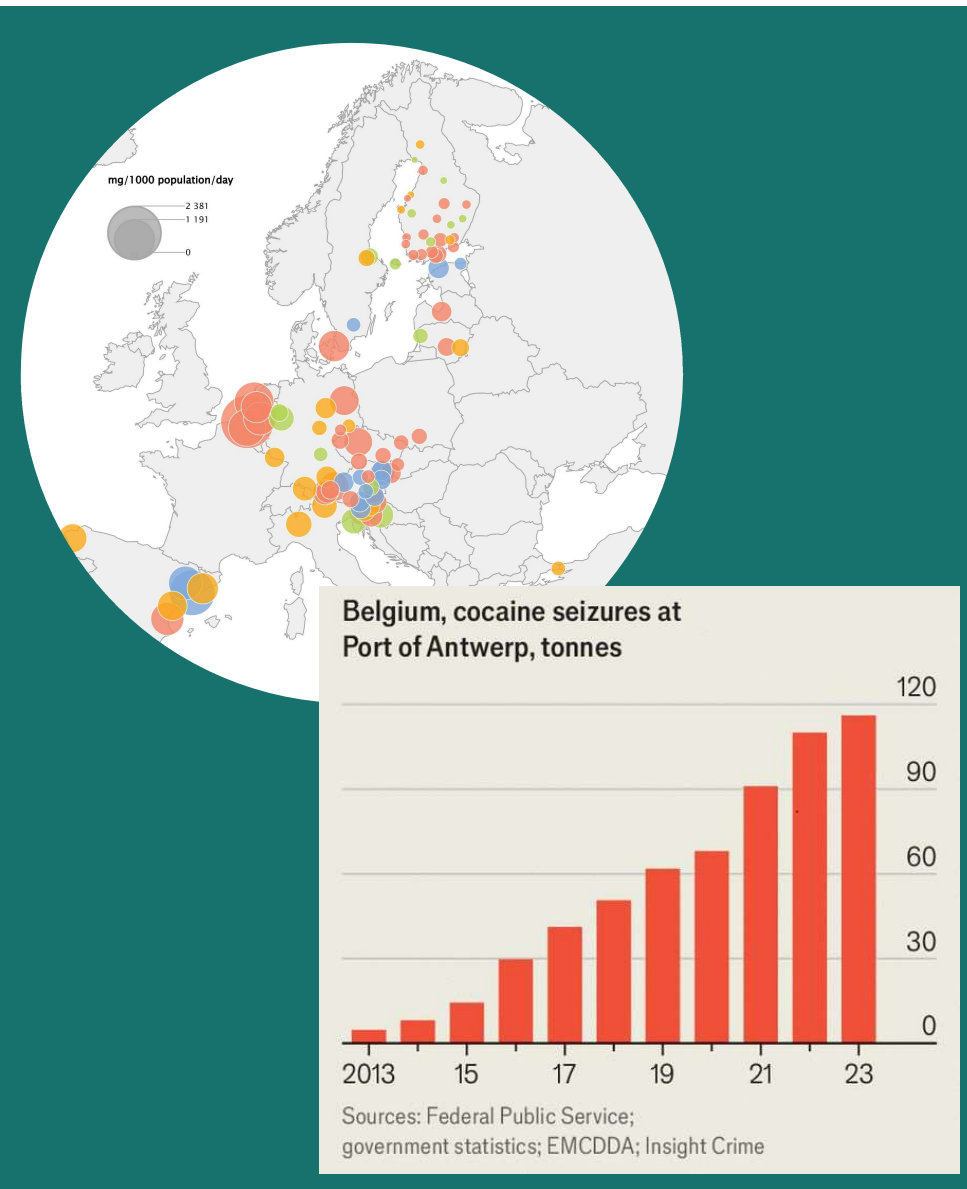 mg/1000 population/day
2 381
1 191
0
Belgium, cocaine seizures at
Port of Antwerp, tonnes
120
90
60
30
0
2013 15 17 19 21 23
Sources: Federal Public Service;
government statistics; EMCDDA; Insight Crime